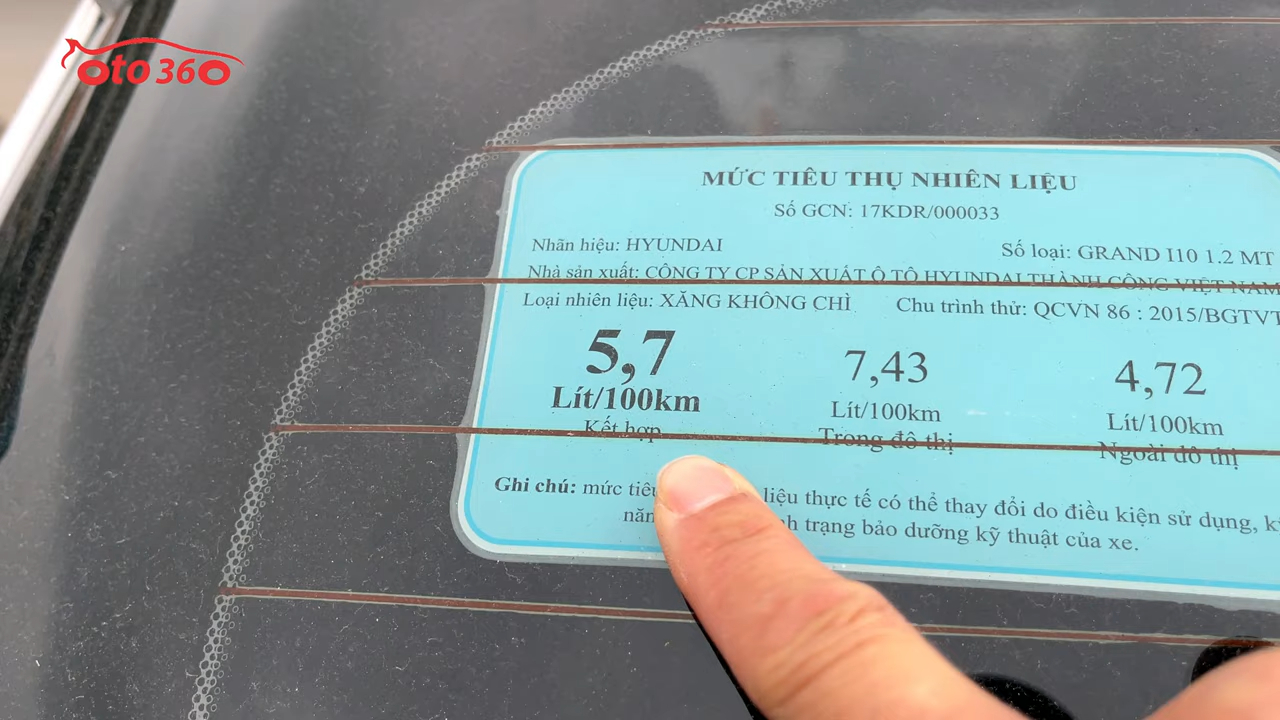 oto360
MỨC TIÊU THỤ NHIÊN LIỆU
Số GCN: 17KDR/000033
Nhãn hiệu: HYUNDAI Số loại: GRAND I10 1.2 MT
Nhà sản xuất: CÔNG TY CP SẢN XUẤT Ô TÔ HYUNDAI THÀNH CÔNG VIỆT NAM
Loại nhiên liệu: XĂNG KHÔNG CHÌ Chu trình thử: QCVN 86 : 2015/BGTVT
5,7 7,43 4,72
Lít/100km Lít/100km Lít/100km
Kết hợp Trong đô thị Ngoài đô thị
Ghi chú: mức tiêu liệu thực tế có thể thay đổi do điều kiện sử dụng,
trạng bảo dưỡng kỹ thuật của xe.